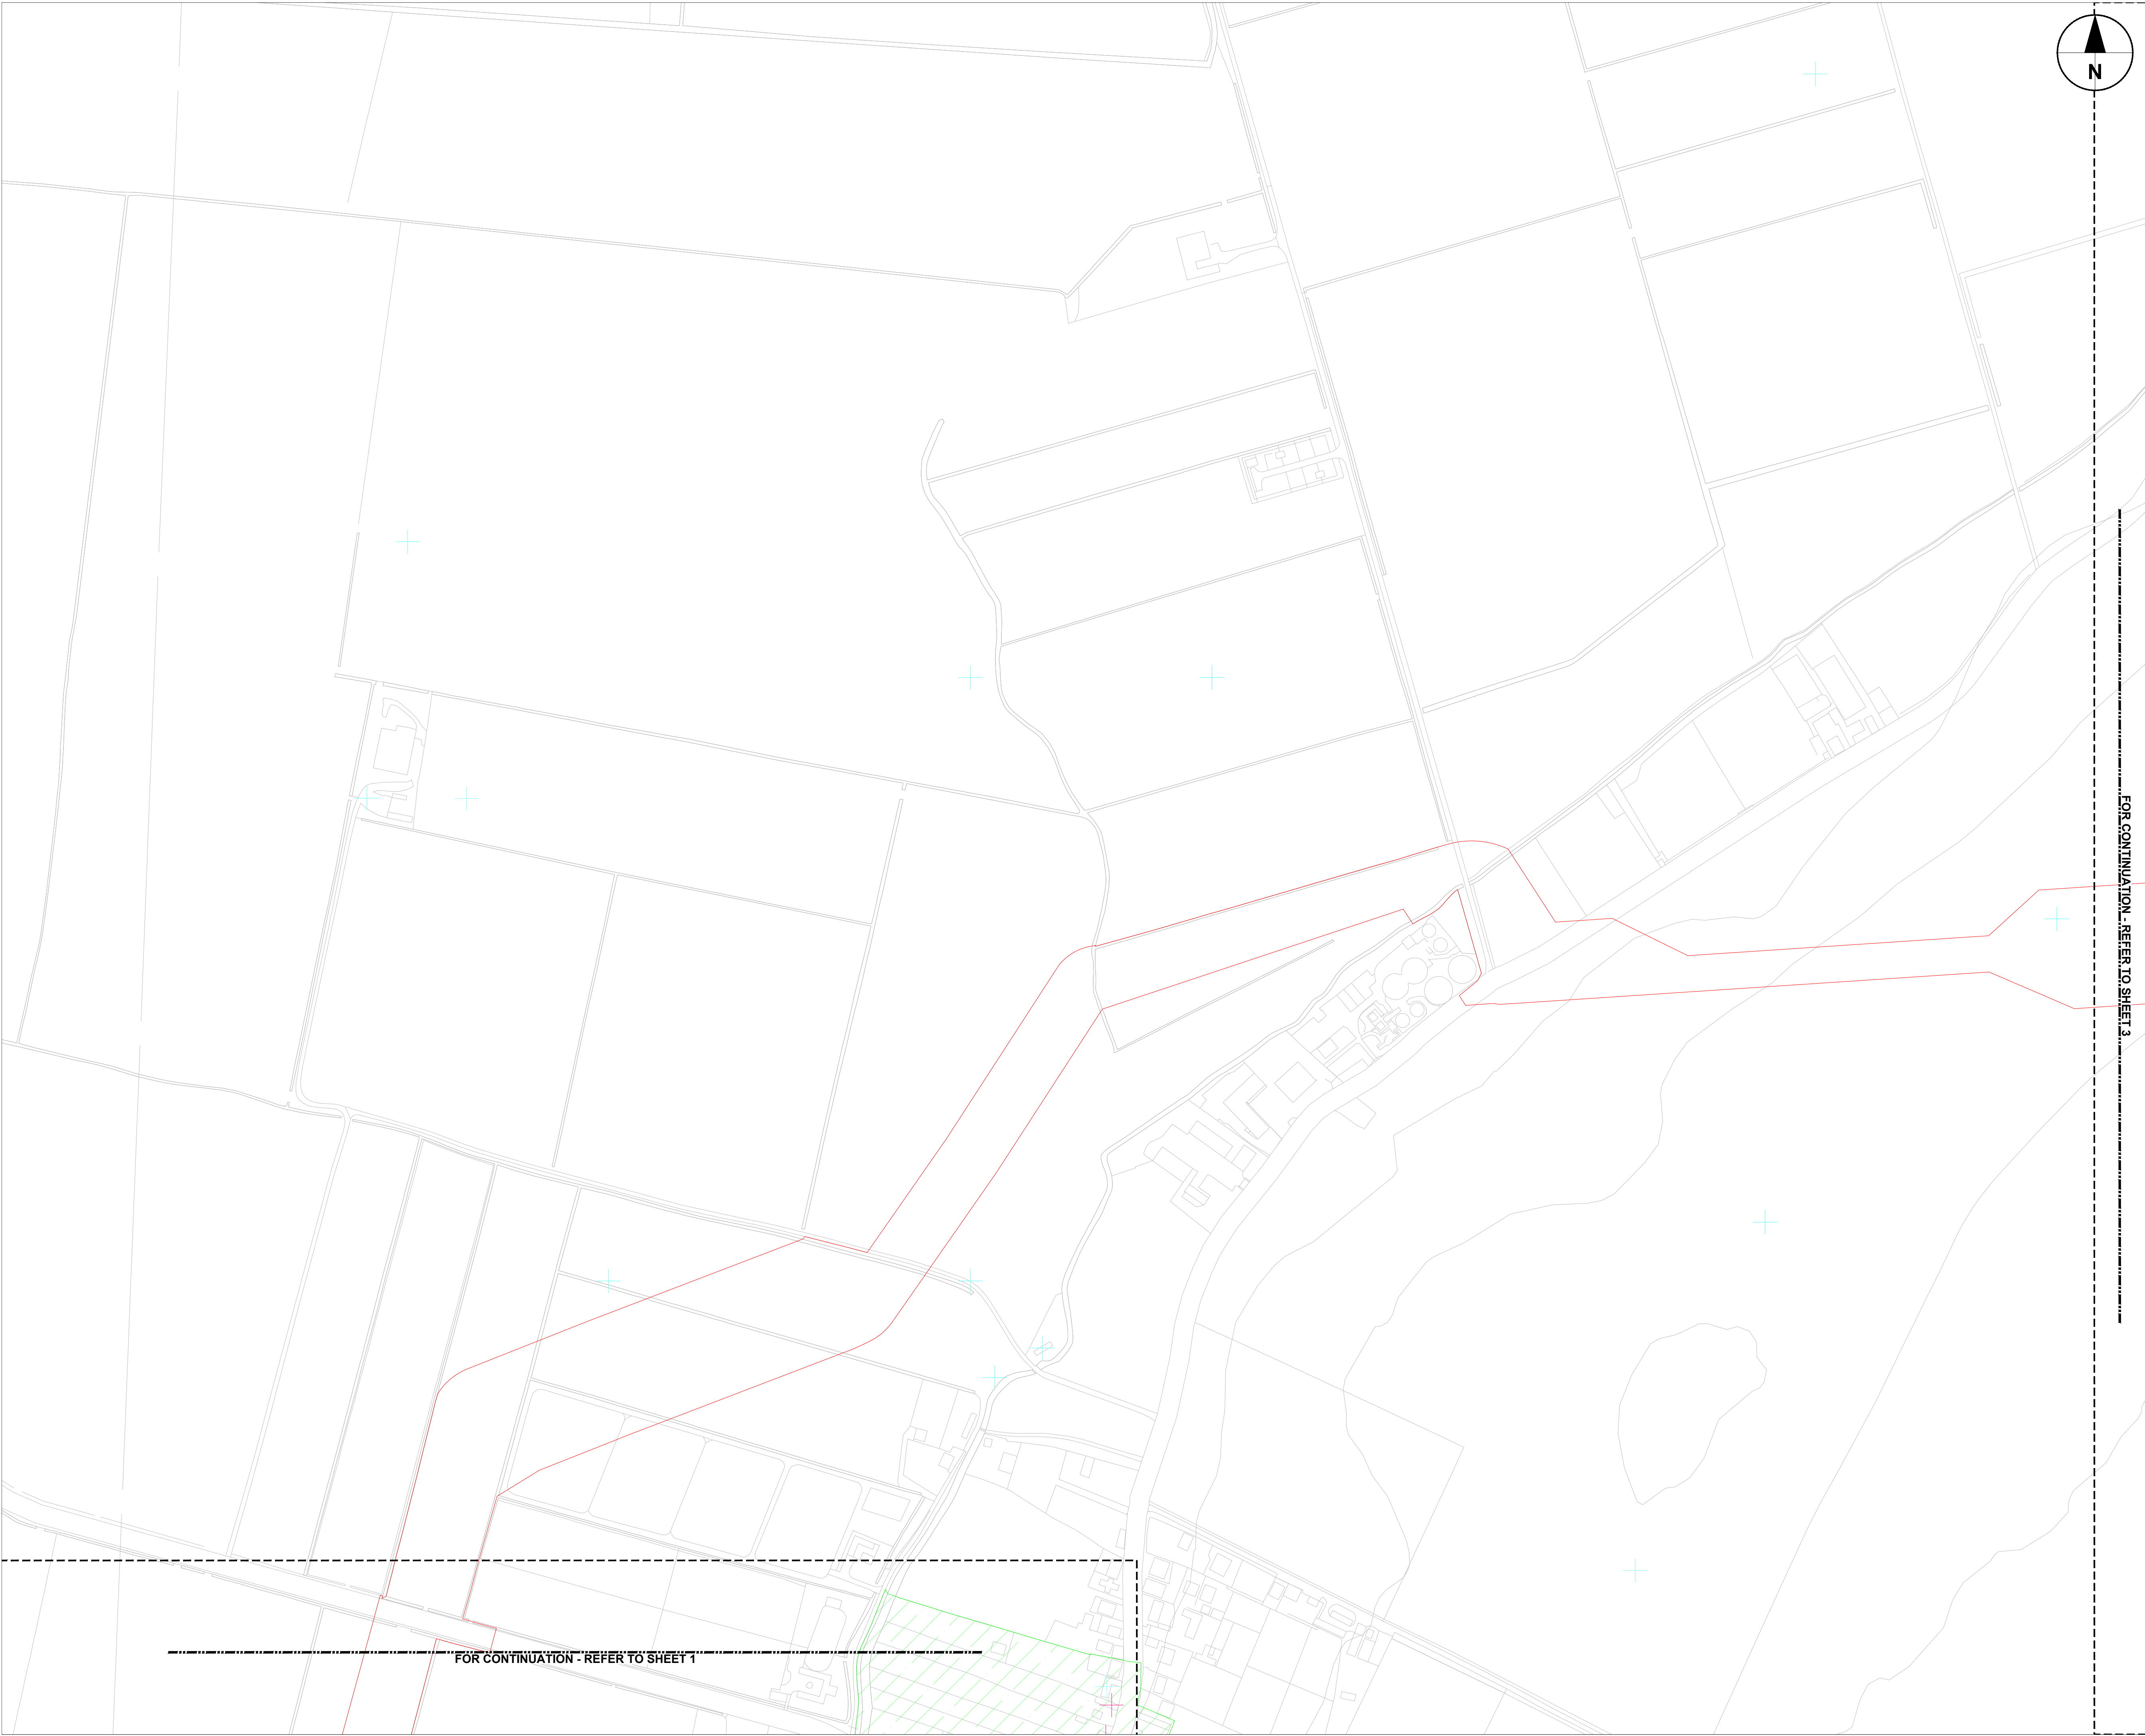 N
FOR CONTINUATION - REFER TO SHEET 3
FOR CONTINUATION - REFER TO SHEET 1